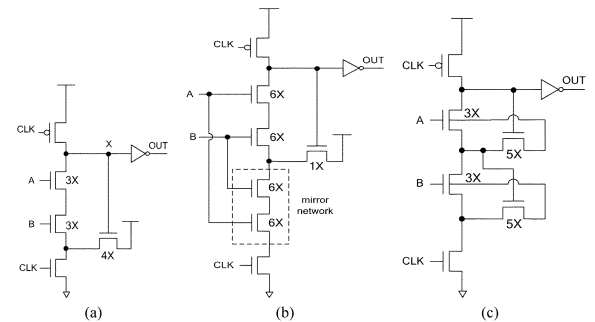 CLK
X
OUT
A
3X
B
3X
4X
CLK
(a)
CLK
OUT
A
6X
B
6X
1X
6X
mirror
network
6X
CLK
(b)
CLK
OUT
A
3X
5X
B
3X
5X
CLK
(c)